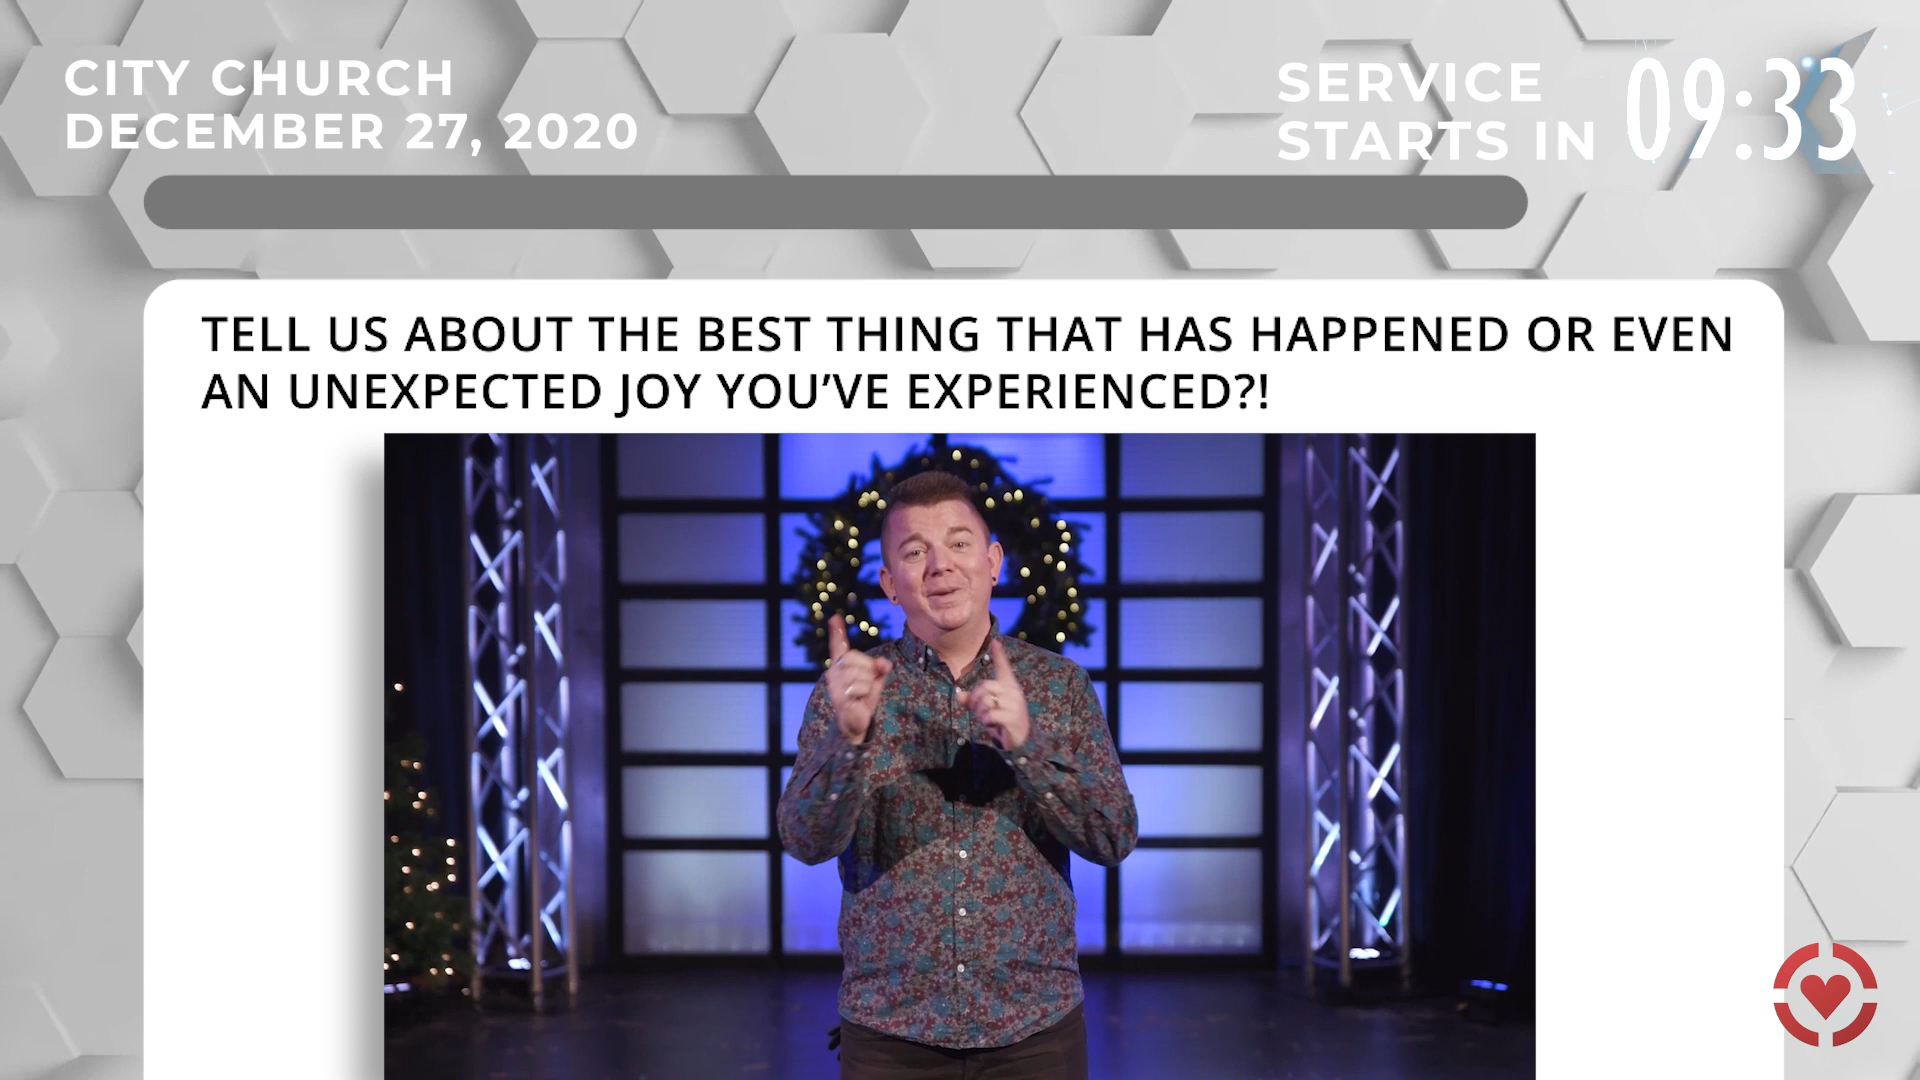 CITY CHURCH
DECEMBER 27, 2020
SERVICE
STARTS IN 09:33
TELL US ABOUT THE BEST THING THAT HAS HAPPENED OR EVEN
AN UNEXPECTED JOY YOU’VE EXPERIENCED?!